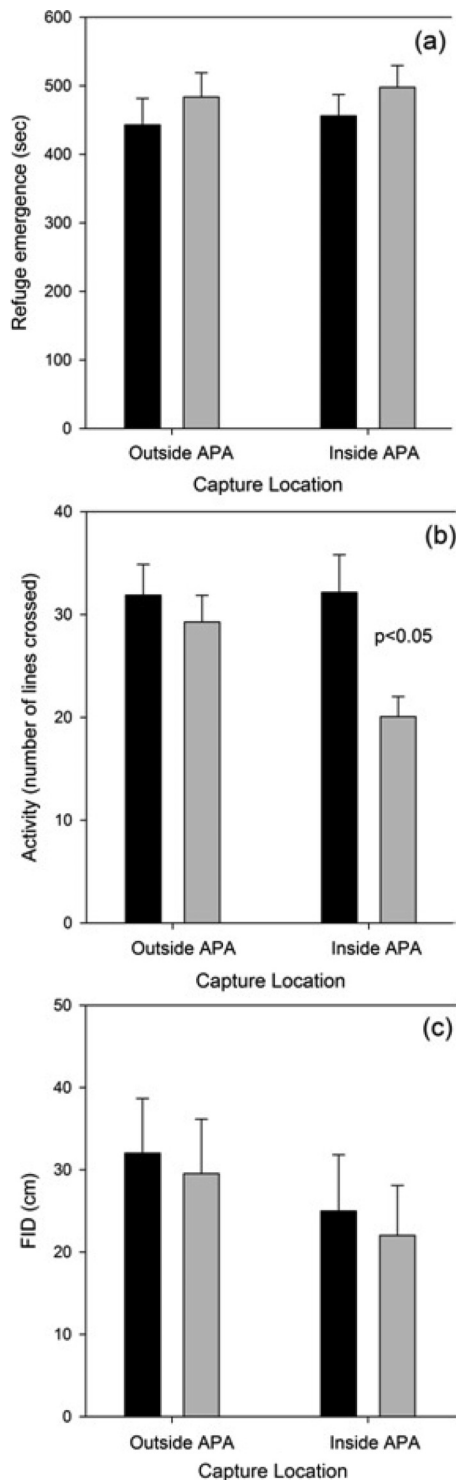 (a)
Refuge emergence (sec)
600
500
400
300
200
100
0
Outside APA
Inside APA
Capture Location
(b)
Activity (number of lines crossed)
40
30
20
10
0
p<0.05
Outside APA
Inside APA
Capture Location
(c)
FID (cm)
50
40
30
20
10
0
Outside APA
Inside APA
Capture Location